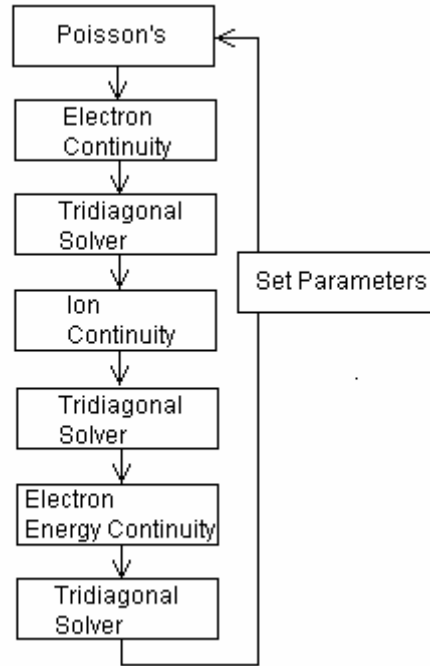 Poisson's
Electron
Continuity
Tridiagonal
Solver
Ion
Continuity
Tridiagonal
Solver
Electron
Energy Continuity
Tridiagonal
Solver
Set Parameters